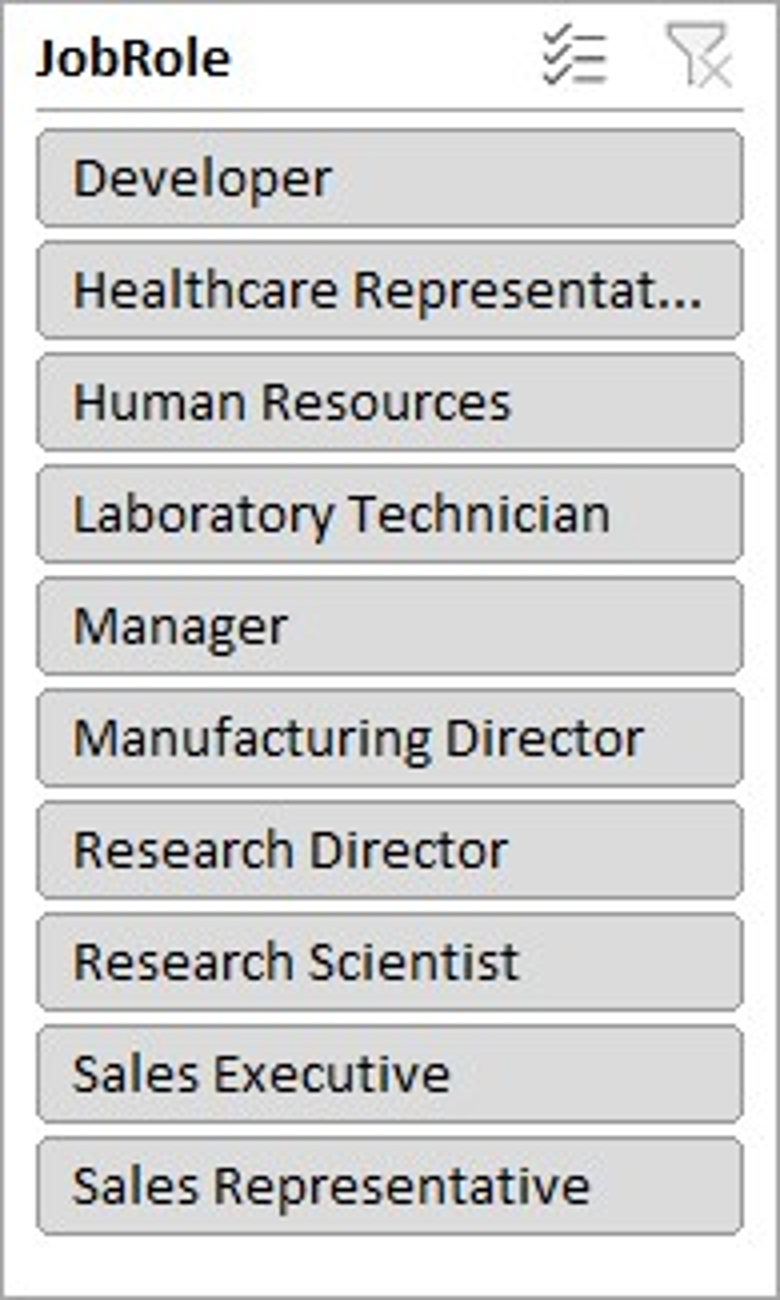 JobRole
Developer
Healthcare Representat...
Human Resources
Laboratory Technician
Manager
Manufacturing Director
Research Director
Research Scientist
Sales Executive
Sales Representative